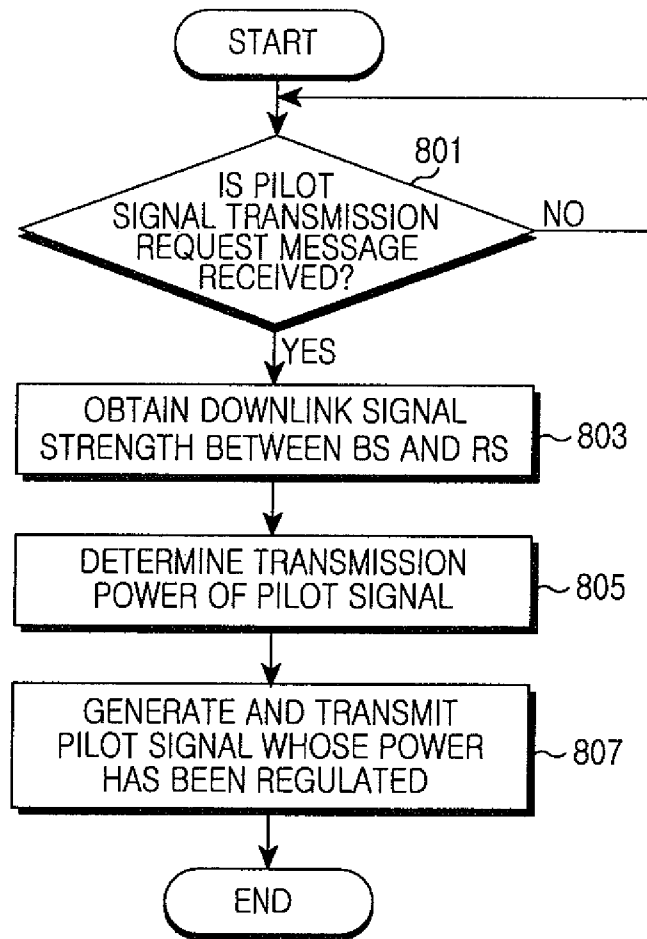 START
801
IS PILOT
SIGNAL TRANSMISSION
REQUEST MESSAGE
RECEIVED?
NO
YES
OBTAIN DOWNLINK SIGNAL
STRENGTH BETWEEN BS AND RS
803
DETERMINE TRANSMISSION
POWER OF PILOT SIGNAL
805
GENERATE AND TRANSMIT
PILOT SIGNAL WHOSE POWER
HAS BEEN REGULATED
807
END